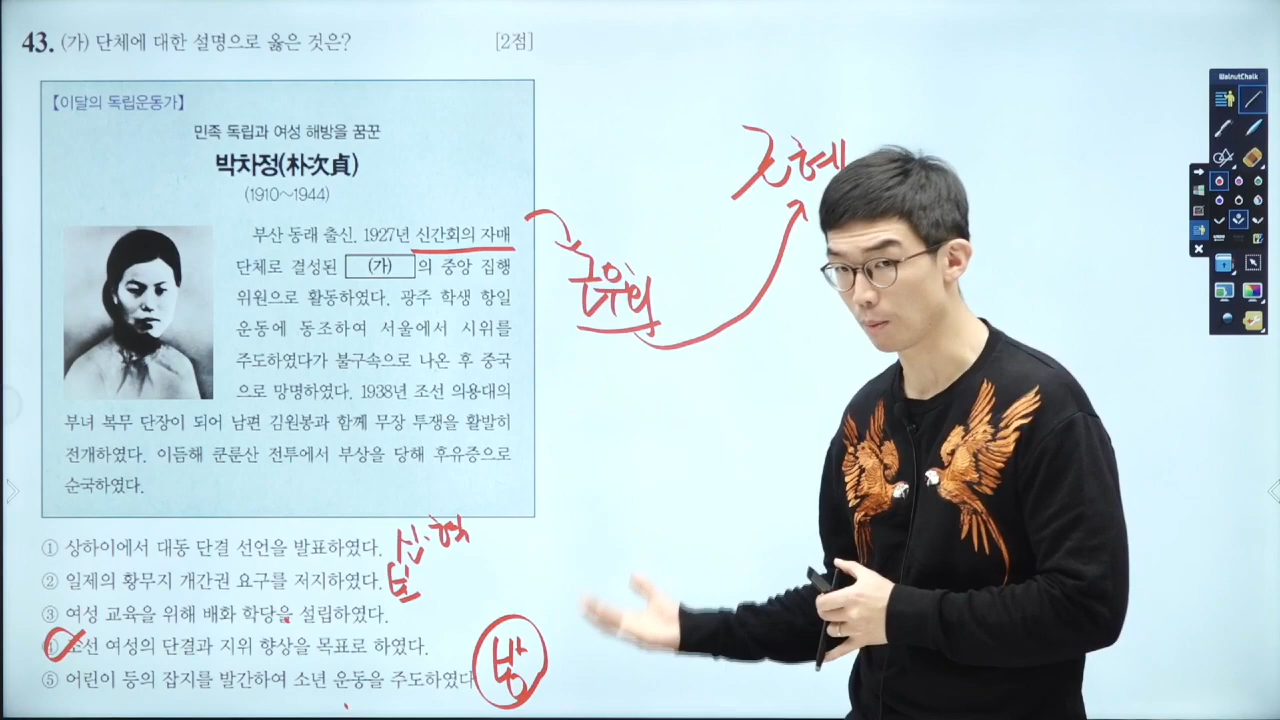 43. (가) 단체에 대한 설명으로 옳은 것은? [2점]
【이달의 독립운동가】
민족 독립과 여성 해방을 꿈꾼
박차정(朴次貞)
(1910～1944)
부산 동래 출신. 1927년 신간회의 자매
단체로 결성된 (가) 의 중앙 집행
위원으로 활동하였다. 광주 학생 항일
운동에 동조하여 서울에서 시위를
주도하였다가 불구속으로 나온 후 중국
으로 망명하였다. 1938년 조선 의용대의
부녀 복무 단장이 되어 남편 김원봉과 함께 무장 투쟁을 활발히
전개하였다. 이듬해 쿤룬산 전투에서 부상을 당해 후유증으로
순국하였다.
① 상하이에서 대동 단결 선언을 발표하였다.
② 일제의 황무지 개간권 요구를 저지하였다.
③ 여성 교육을 위해 배화 학당을 설립하였다.
④ 조선 여성의 단결과 지위 향상을 목표로 하였다.
⑤ 어린이 등의 잡지를 발간하여 소년 운동을 주도하였다
근우회
방
WalnutChalk